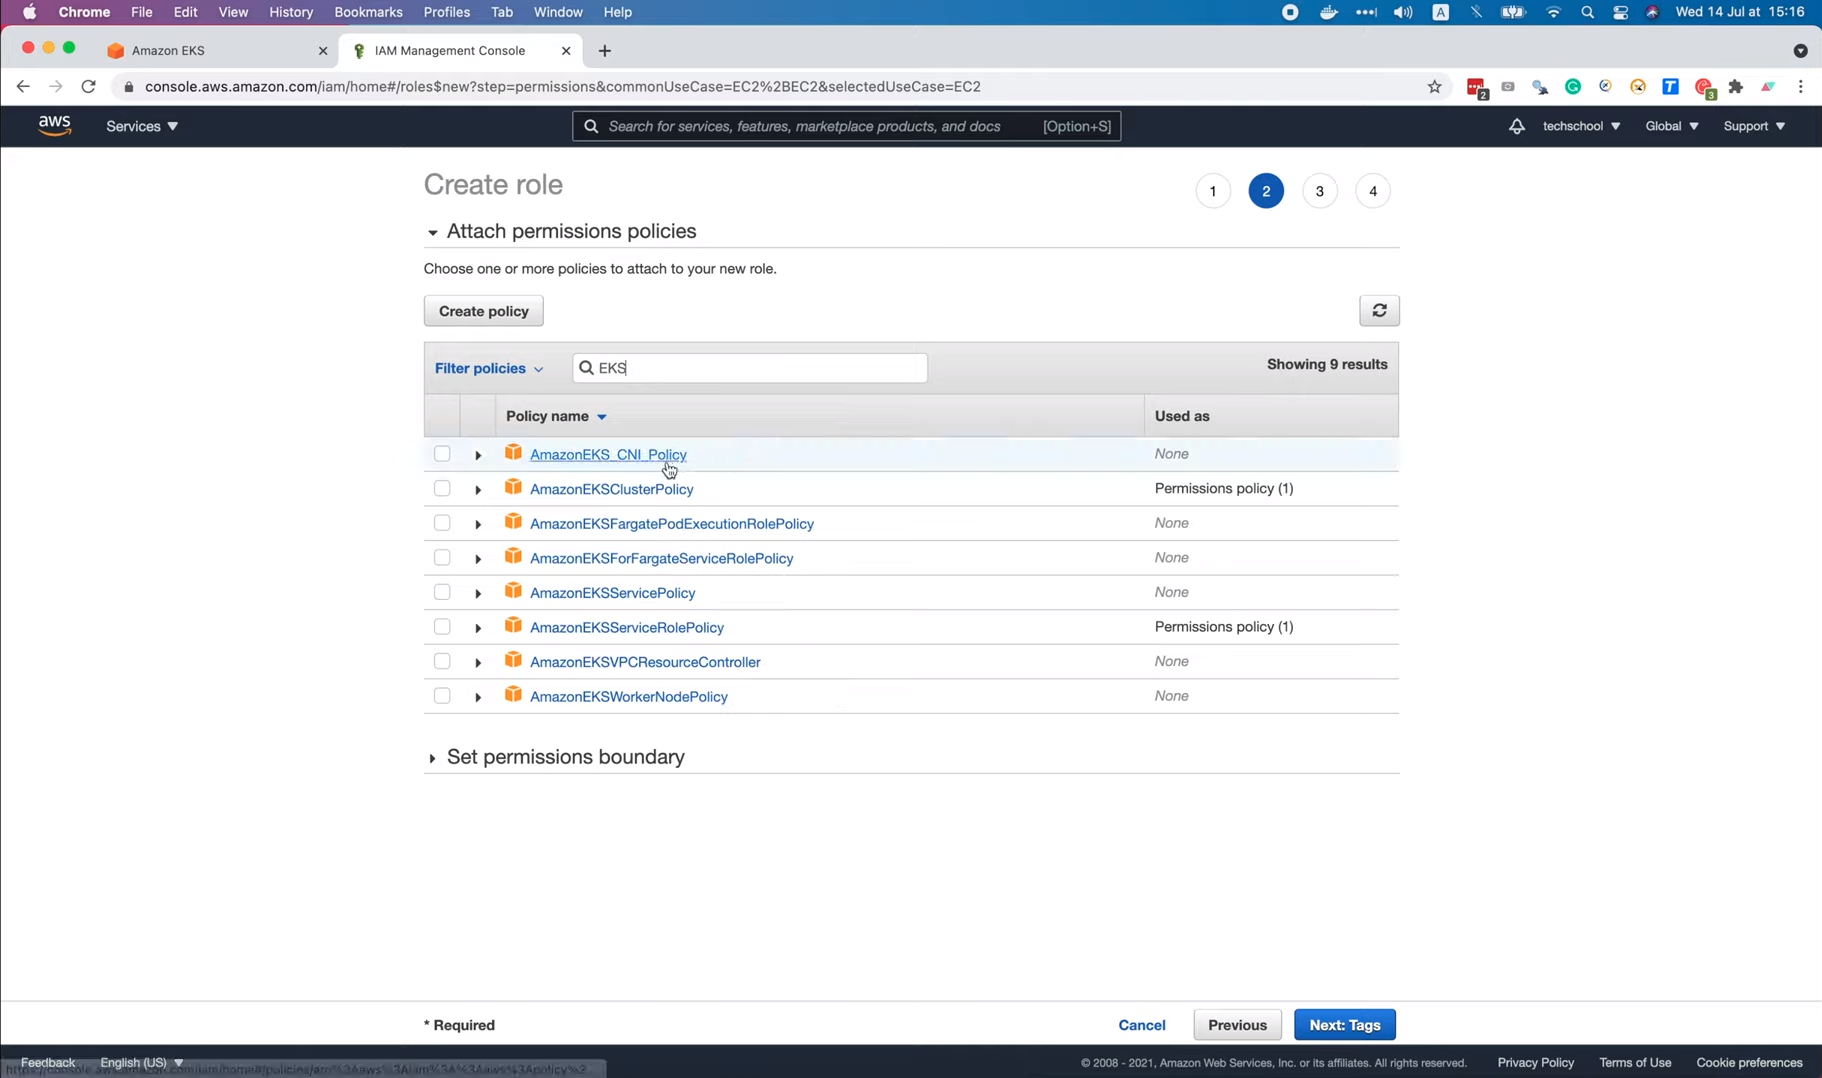 Chrome File Edit View History Bookmarks Profiles Tab Window Help A Wed 14 Jul at 15:16
Amazon EKS IAM Management Console
console.aws.amazon.com/iam/home#/roles$new?step=permissions&commonUseCase=EC2%2BEC2&selectedUseCase=EC2 2 T 3
aws Services Search for services, features, marketplace products, and docs [Option+S] techschool Global Support
Create role 1 2 3 4
Attach permissions policies
Choose one or more policies to attach to your new role.
Create policy
Filter policies EKS Showing 9 results
Policy name Used as
AmazonEKS_CNI_Policy None
AmazonEKSClusterPolicy Permissions policy (1)
AmazonEKSFargatePodExecutionRolePolicy None
AmazonEKSForFargateServiceRolePolicy None
AmazonEKSServicePolicy None
AmazonEKSServiceRolePolicy Permissions policy (1)
AmazonEKSVPCResourceController None
AmazonEKSWorkerNodePolicy None
Set permissions boundary
* Required Cancel Previous Next: Tags
Feedback English (US) © 2008 - 2021, Amazon Web Services, Inc. or its affiliates. All rights reserved. Privacy Policy Terms of Use Cookie preferences